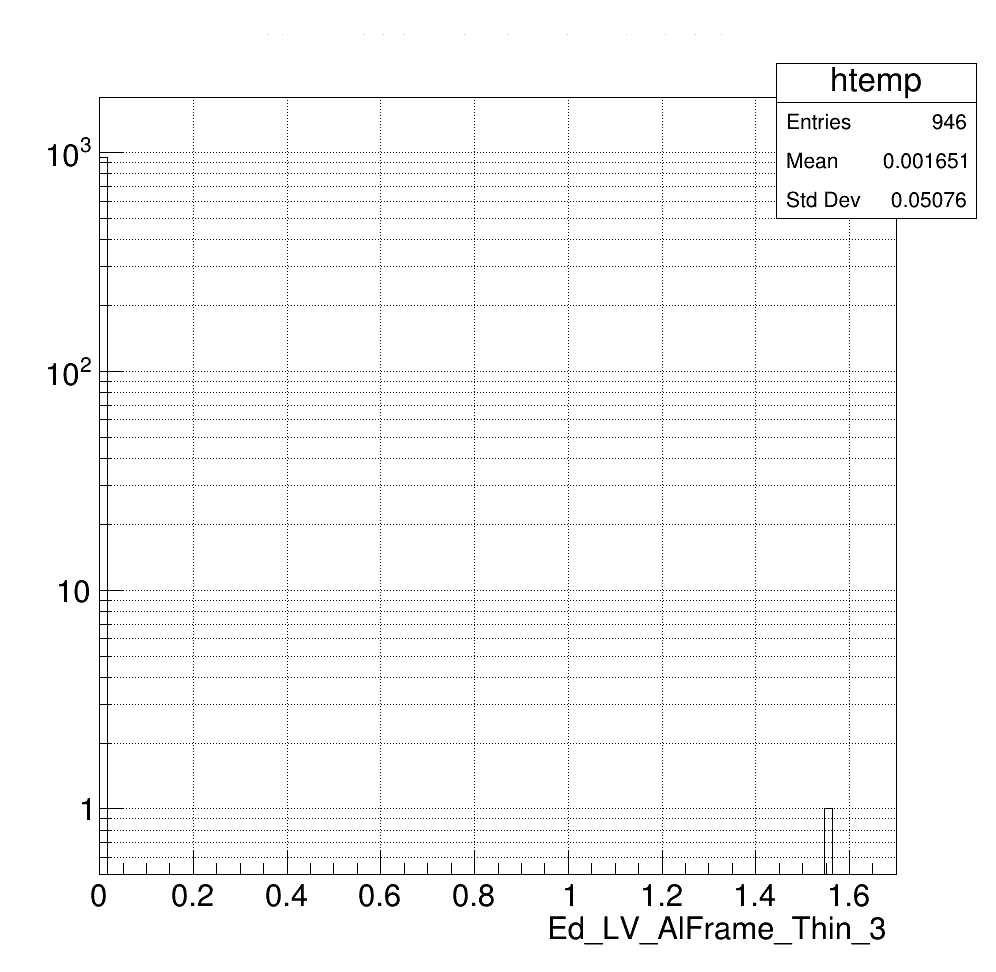 htemp
Entries 946
Mean 0.001651
Std Dev 0.05076
10³
10²
10
1
0 0.2 0.4 0.6 0.8 1 1.2 1.4 1.6
Ed_LV_AlFrame_Thin_3